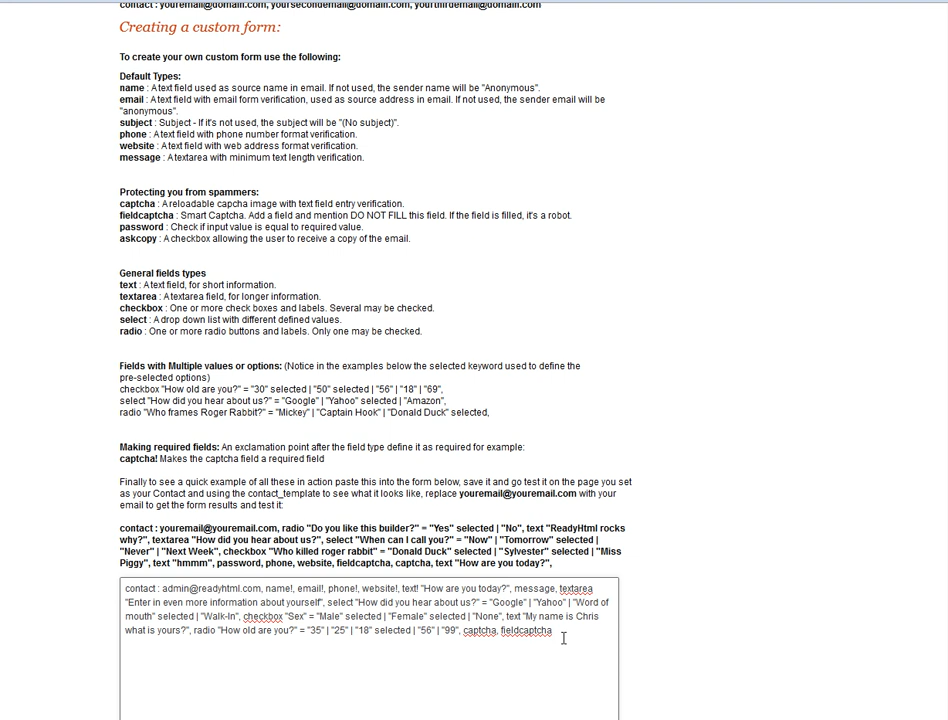 contact : youremail@domain.com, yoursecondemail@domain.com, yourthirdemail@domain.com
Creating a custom form:
To create your own custom form use the following:
Default Types:
name : A text field used as source name in email. If not used, the sender name will be "Anonymous".
email : A text field with email form verification, used as source address in email. If not used, the sender email will be
"anonymous".
subject : Subject - If it's not used, the subject will be "(No subject)".
phone : A text field with phone number format verification.
website : A text field with web address format verification.
message : A textarea with minimum text length verification.
Protecting you from spammers:
captcha : A reloadable capcha image with text field entry verification.
fieldcaptcha : Smart Captcha. Add a field and mention DO NOT FILL this field. If the field is filled, it's a robot.
password : Check if input value is equal to required value.
askcopy : A checkbox allowing the user to receive a copy of the email.
General fields types
text : A text field, for short information.
textarea : A textarea field, for longer information.
checkbox : One or more check boxes and labels. Several may be checked.
select : A drop down list with different defined values.
radio : One or more radio buttons and labels. Only one may be checked.
Fields with Multiple values or options: (Notice in the examples below the selected keyword used to define the
pre-selected options)
checkbox "How old are you?" = "30" selected | "50" selected | "56" | "18" | "69",
select "How did you hear about us?" = "Google" | "Yahoo" selected | "Amazon",
radio "Who frames Roger Rabbit?" = "Mickey" | "Captain Hook" | "Donald Duck" selected,
Making required fields: An exclamation point after the field type define it as required for example:
captcha! Makes the captcha field a required field
Finally to see a quick example of all these in action paste this into the form below, save it and go test it on the page you set
as your Contact and using the contact_template to see what it looks like, replace youremail@youremail.com with your
email to get the form results and test it:
contact : youremail@youremail.com, radio "Do you like this builder?" = "Yes" selected | "No", text "ReadyHtml rocks
why?", textarea "How did you hear about us?", select "When can I call you?" = "Now" | "Tomorrow" selected |
"Never" | "Next Week", checkbox "Who killed roger rabbit" = "Donald Duck" selected | "Sylvester" selected | "Miss
Piggy", text "hmmm", password, phone, website, fieldcaptcha, captcha, text "How are you today?",
contact : admin@readyhtml.com, name!, email!, phone!, website!, text! "How are you today?", message, textarea
"Enter in even more information about yourself", select "How did you hear about us?" = "Google" | "Yahoo" | "Word of
mouth" selected | "Walk-In", checkbox "Sex" = "Male" selected | "Female" selected | "None", text "My name is Chris
what is yours?", radio "How old are you?" = "35" | "25" | "18" selected | "56" | "99", captcha, fieldcaptcha